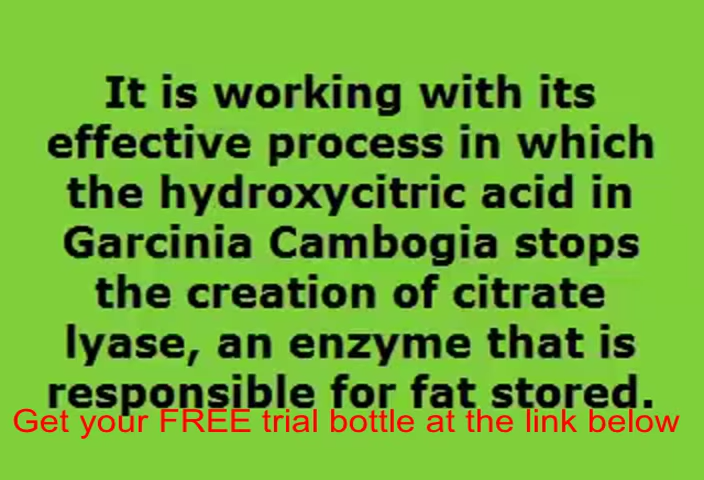 It is working with its
effective process in which
the hydroxycitric acid in
Garcinia Cambogia stops
the creation of citrate
lyase, an enzyme that is
responsible for fat stored.
Get your FREE trial bottle at the link below